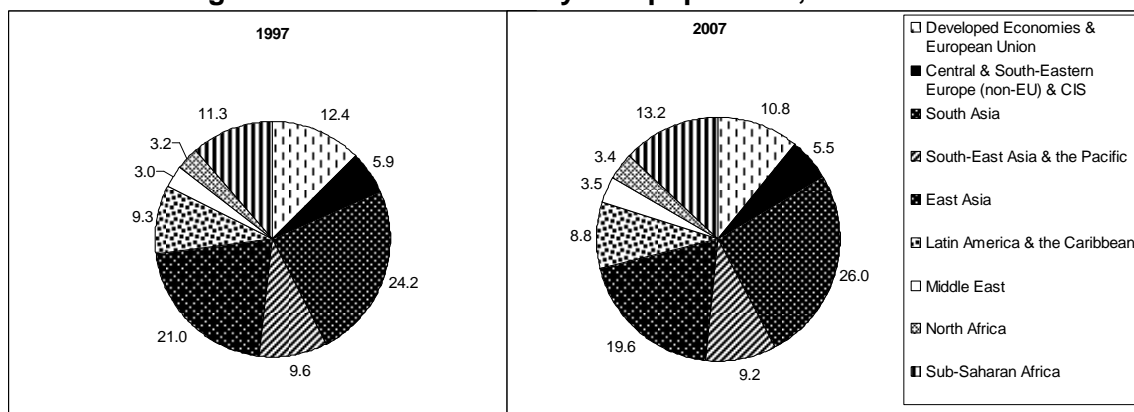 1997
12.4
5.9
24.2
9.6
21.0
9.3
3.0
3.2
11.3
2007
10.8
5.5
26.0
9.2
19.6
8.8
3.5
3.4
13.2
Developed Economies &
European Union
Central & South-Eastern
Europe (non-EU) & CIS
South Asia
South-East Asia & the Pacific
East Asia
Latin America & the Caribbean
Middle East
North Africa
Sub-Saharan Africa